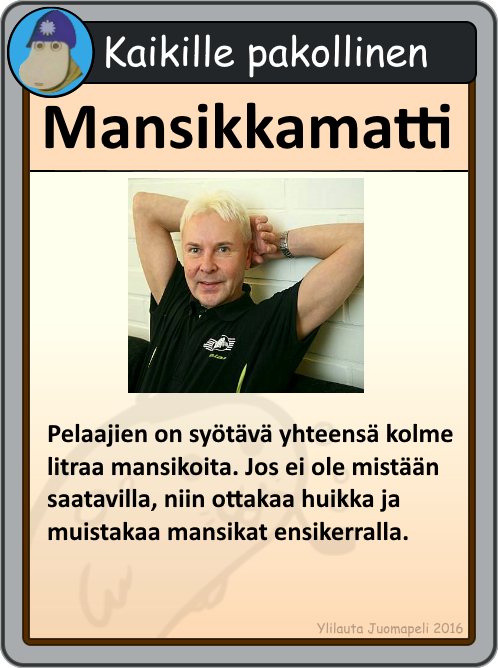 Kaikille pakollinen
Mansikkamatti
Pelaajien on syötävä yhteensä kolme
litraa mansikoita. Jos ei ole mistään
saatavilla, niin ottakaa huikka ja
muistakaa mansikat ensikerralla.
Ylilauta Juomapeli 2016